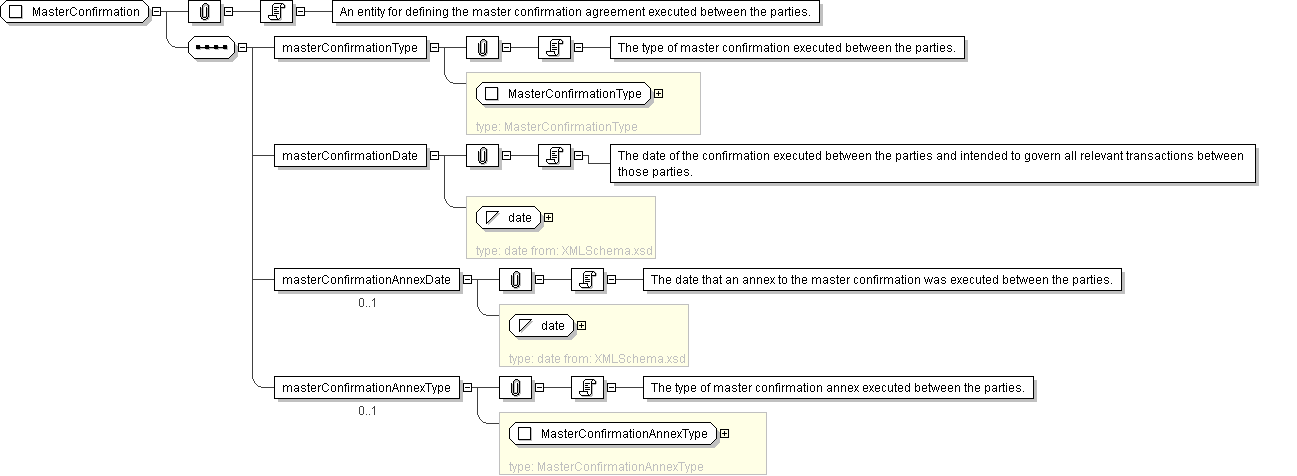 MasterConfirmation
An entity for defining the master confirmation agreement executed between the parties.
masterConfirmationType
The type of master confirmation executed between the parties.
MasterConfirmationType
type: MasterConfirmationType
masterConfirmationDate
The date of the confirmation executed between the parties and intended to govern all relevant transactions between
those parties.
date
type: date from: XMLSchema.xsd
masterConfirmationAnnexDate
The date that an annex to the master confirmation was executed between the parties.
0..1
date
type: date from: XMLSchema.xsd
masterConfirmationAnnexType
The type of master confirmation annex executed between the parties.
0..1
MasterConfirmationAnnexType
type: MasterConfirmationAnnexType